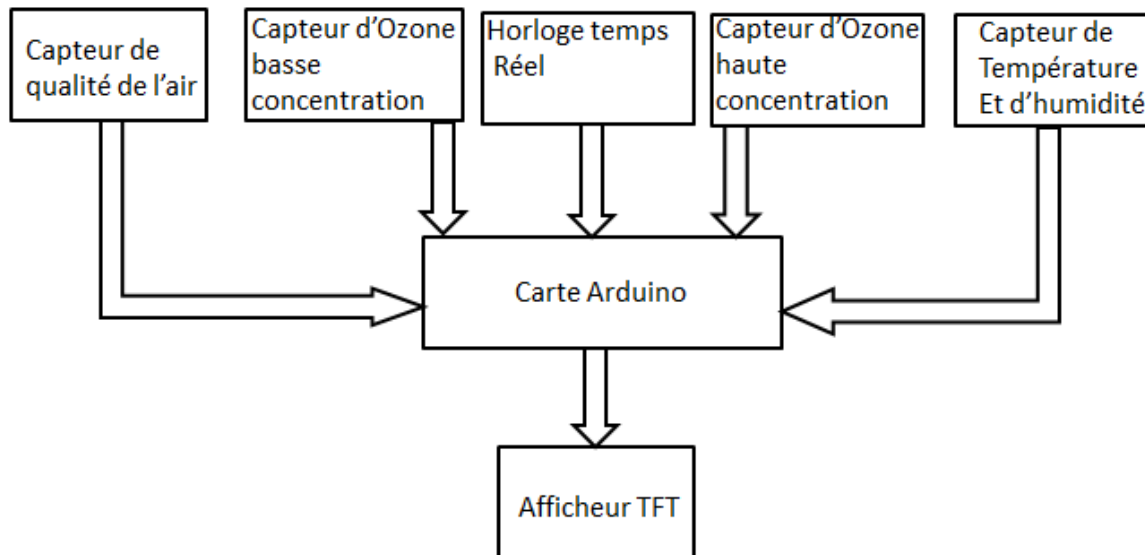 Capteur de
qualité de l’air
Capteur d’Ozone
basse
concentration
Horloge temps
Réel
Capteur d’Ozone
haute
concentration
Capteur de
Température
Et d’humidité
Carte Arduino
Afficheur TFT